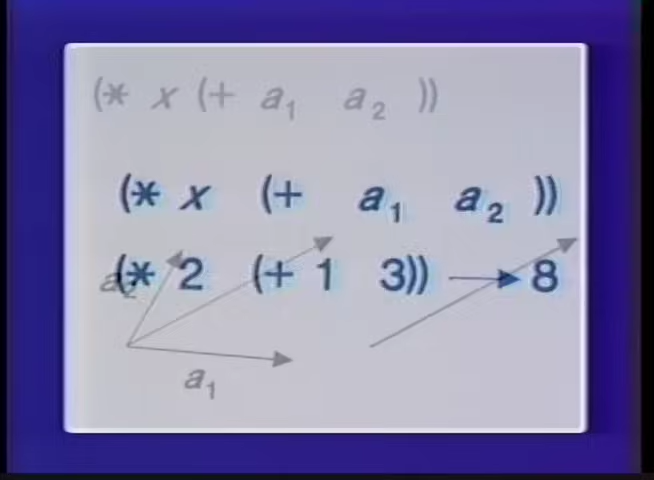 (* x (+ a₁ a₂ ))
(* x (+ a₁ a₂ ))
a₂
(* 2 (+ 1 3)) → 8
a₁